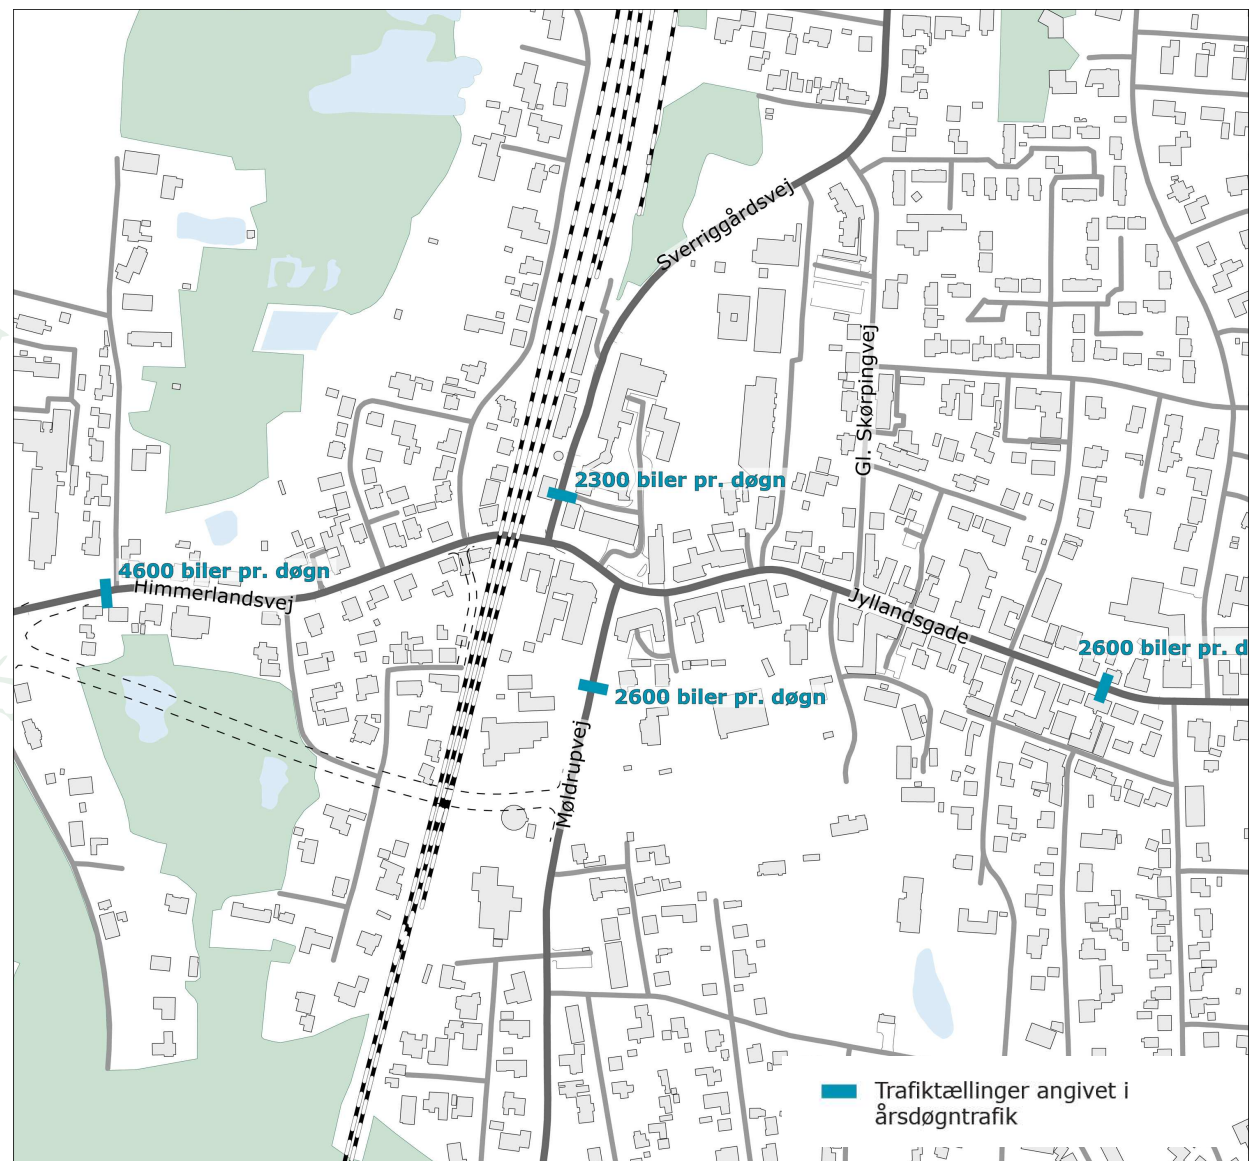 Sverriggårdsvej
Gl. Skørpingvej
2300 biler pr. døgn
4600 biler pr. døgn
Himmerlandsvej
Jyllandsgade
2600 biler pr. d
2600 biler pr. døgn
Møldrupvej
Trafiktællinger angivet i
årsdøgntrafik